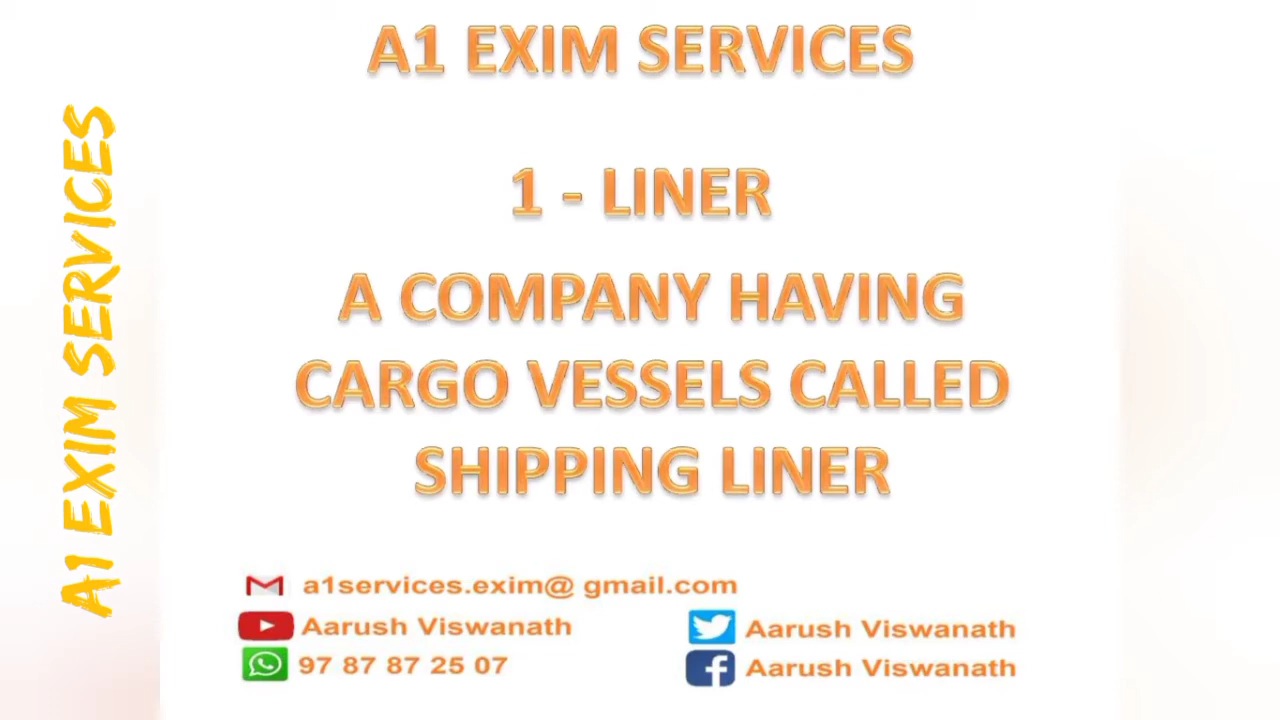 A1 EXIM SERVICES
A1 EXIM SERVICES
1 - LINER
A COMPANY HAVING
CARGO VESSELS CALLED
SHIPPING LINER
a1services.exim@ gmail.com
Aarush Viswanath
Aarush Viswanath
97 87 87 25 07
Aarush Viswanath